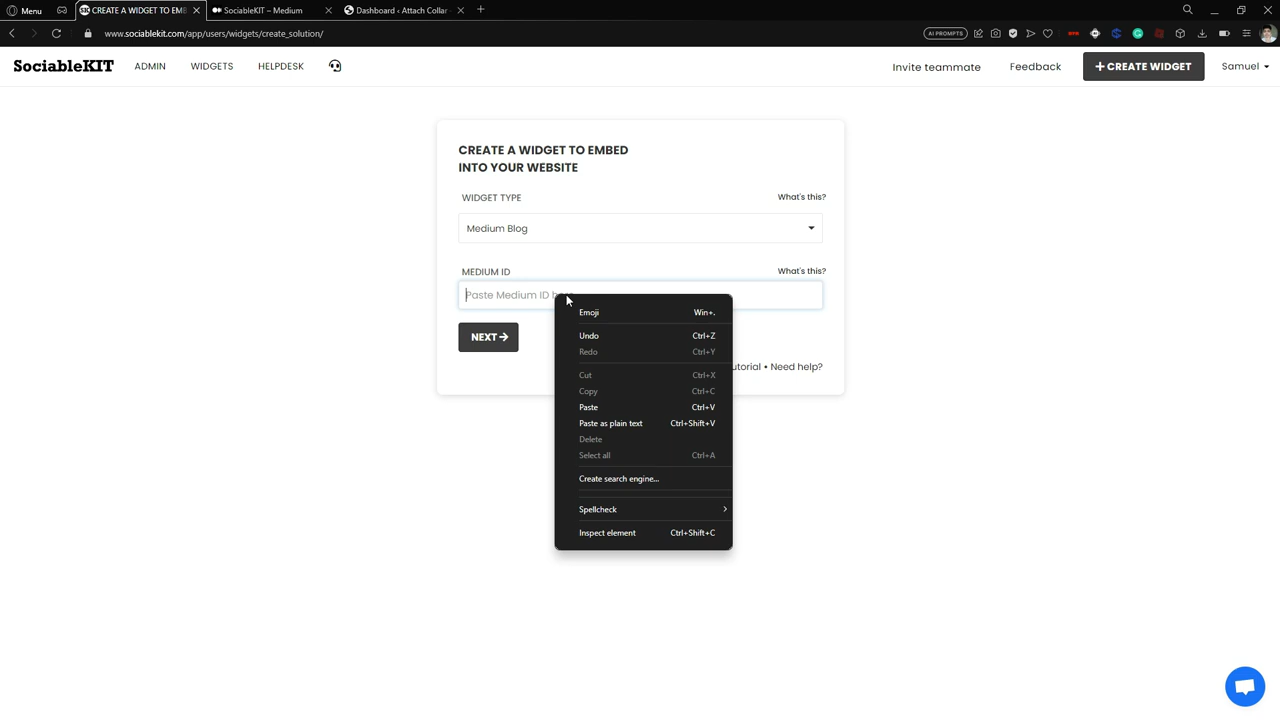 Menu
CREATE A WIDGET TO EMB
SociableKIT – Medium
Dashboard ‹ Attach Collar
www.sociablekit.com/app/users/widgets/create_solution/
AI PROMPTS
SociableKIT
ADMIN
WIDGETS
HELPDESK
Invite teammate
Feedback
+ CREATE WIDGET
Samuel
CREATE A WIDGET TO EMBED
INTO YOUR WEBSITE
WIDGET TYPE
What's this?
Medium Blog
MEDIUM ID
What's this?
Paste Medium ID
NEXT→
utorial • Need help?
Emoji Win+.
Undo Ctrl+Z
Redo Ctrl+Y
Cut Ctrl+X
Copy Ctrl+C
Paste Ctrl+V
Paste as plain text Ctrl+Shift+V
Delete
Select all Ctrl+A
Create search engine...
Spellcheck
Inspect element Ctrl+Shift+C